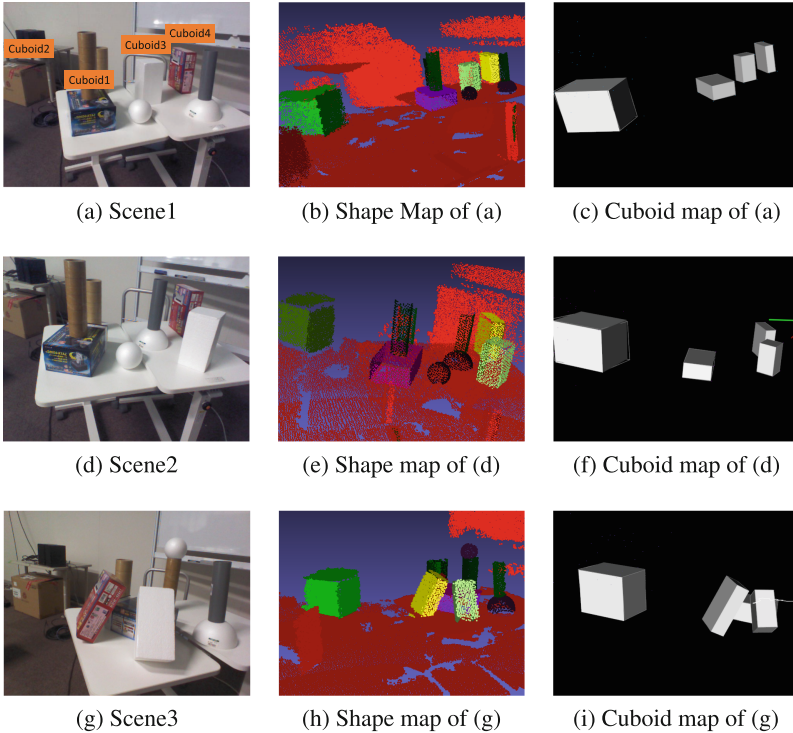 Cuboid4
Cuboid2
Cuboid3
Cuboid1
(a) Scene1
(b) Shape Map of (a)
(c) Cuboid map of (a)
(d) Scene2
(e) Shape map of (d)
(f) Cuboid map of (d)
(g) Scene3
(h) Shape map of (g)
(i) Cuboid map of (g)